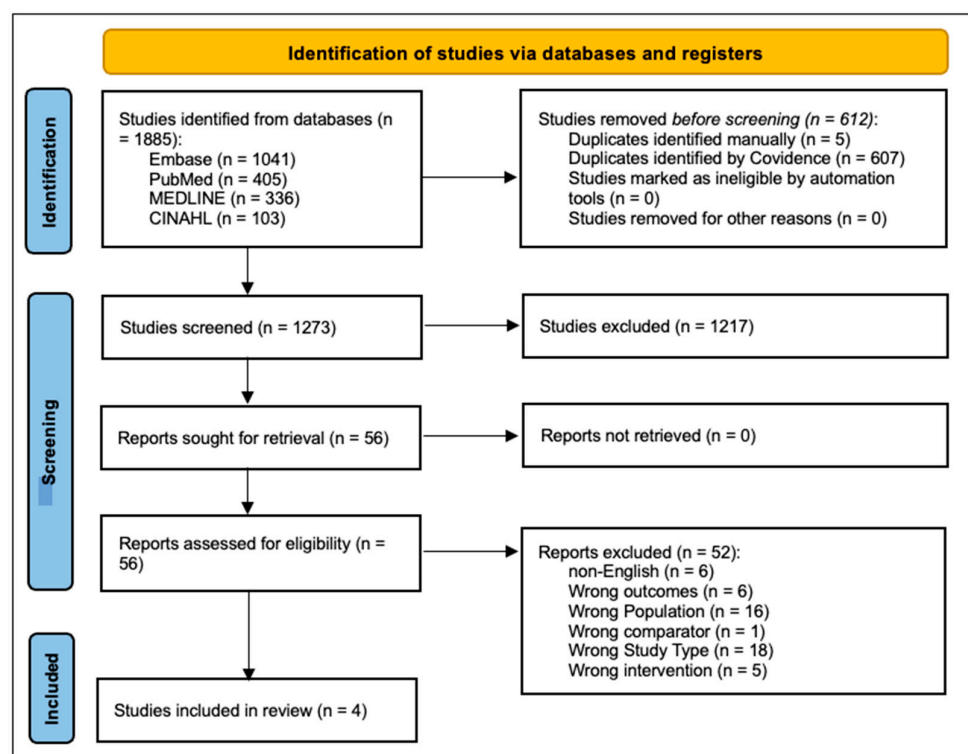 Identification of studies via databases and registers
Identification
Studies identified from databases (n
= 1885):
Embase (n = 1041)
PubMed (n = 405)
MEDLINE (n = 336)
CINAHL (n = 103)
Studies removed before screening (n = 612):
Duplicates identified manually (n = 5)
Duplicates identified by Covidence (n = 607)
Studies marked as ineligible by automation
tools (n = 0)
Studies removed for other reasons (n = 0)
Screening
Studies screened (n = 1273)
Studies excluded (n = 1217)
Reports sought for retrieval (n = 56)
Reports not retrieved (n = 0)
Reports assessed for eligibility (n =
56)
Reports excluded (n = 52):
non-English (n = 6)
Wrong outcomes (n = 6)
Wrong Population (n = 16)
Wrong comparator (n = 1)
Wrong Study Type (n = 18)
Wrong intervention (n = 5)
Included
Studies included in review (n = 4)